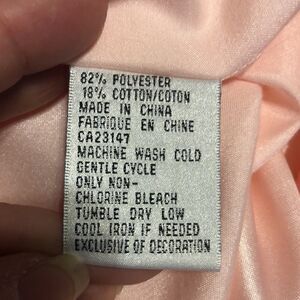 82% POLYESTER
18% COTTON/COTON
MADE IN CHINA
FABRIQUE EN CHINE
CA23147
MACHINE WASH COLD
GENTLE CYCLE
ONLY NON-
CHLORINE BLEACH
TUMBLE DRY LOW
COOL IRON IF NEEDED
EXCLUSIVE OF DECORATION